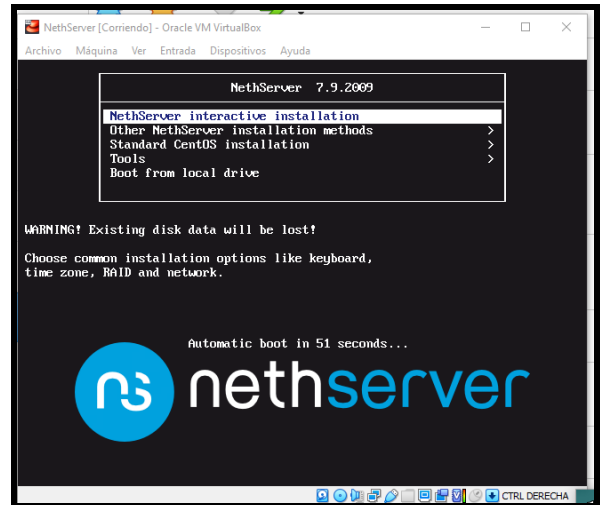 NethServer [Corriendo] - Oracle VM VirtualBox
Archivo Máquina Ver Entrada Dispositivos Ayuda
NethServer 7.9.2009
NethServer interactive installation
Other NethServer installation methods >
Standard CentOS installation >
Tools >
Boot from local drive
WARNING! Existing disk data will be lost!
Choose common installation options like keyboard,
time zone, RAID and network.
Automatic boot in 51 seconds...
ns nethserver
CTRL DERECHA